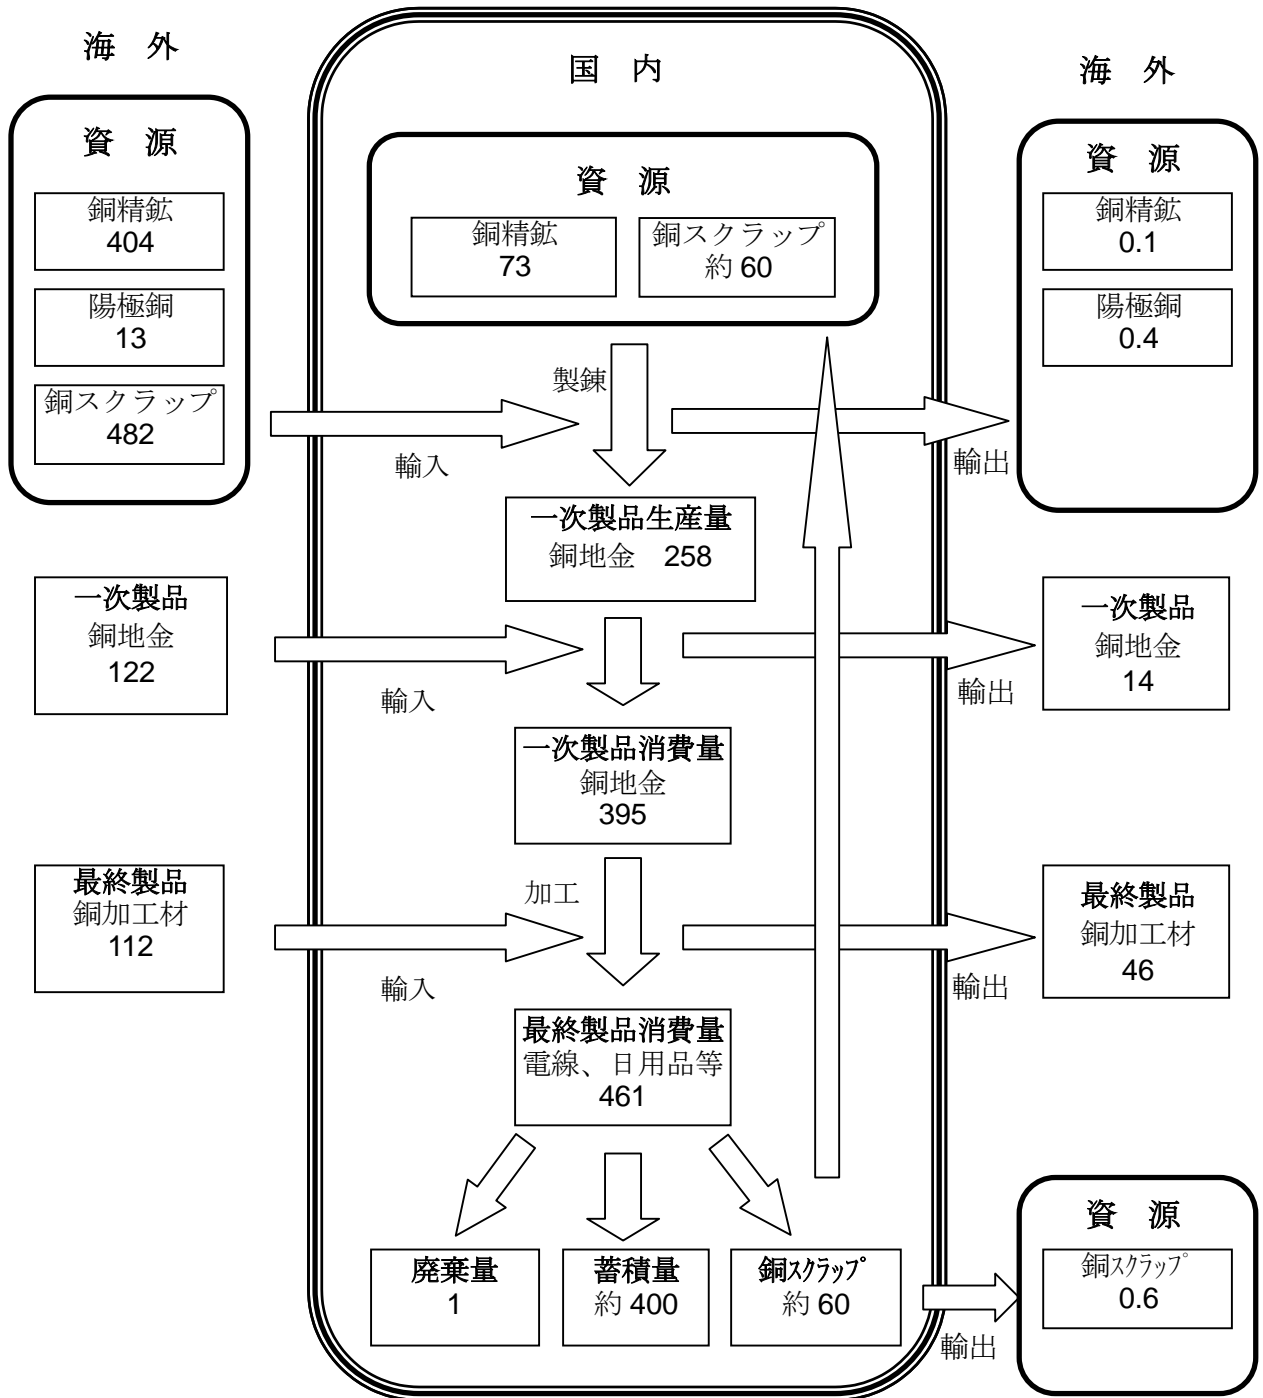 海 外
資 源
銅精鉱
404
陽極銅
13
銅スクラップ
482
国 内
資 源
銅精鉱
73
銅スクラップ
約 60
海 外
資 源
銅精鉱
0.1
陽極銅
0.4
製錬
輸入
輸出
一次製品生産量
銅地金 258
一次製品
銅地金
122
輸入
輸出
一次製品
銅地金
14
一次製品消費量
銅地金
395
最終製品
銅加工材
112
加工
輸入
輸出
最終製品
銅加工材
46
最終製品消費量
電線、日用品等
461
廃棄量
1
蓄積量
約 400
銅ｽｸﾗｯﾌﾟ
約 60
輸出
資 源
銅ｽｸﾗｯﾌﾟ
0.6